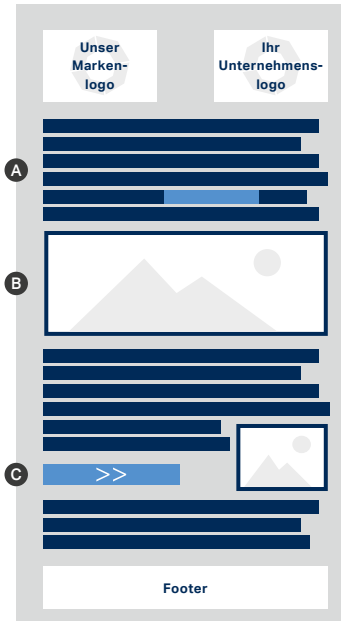 Unser
Marken-
logo
Ihr
Unternehmens-
logo
A
B
C
>>
Footer